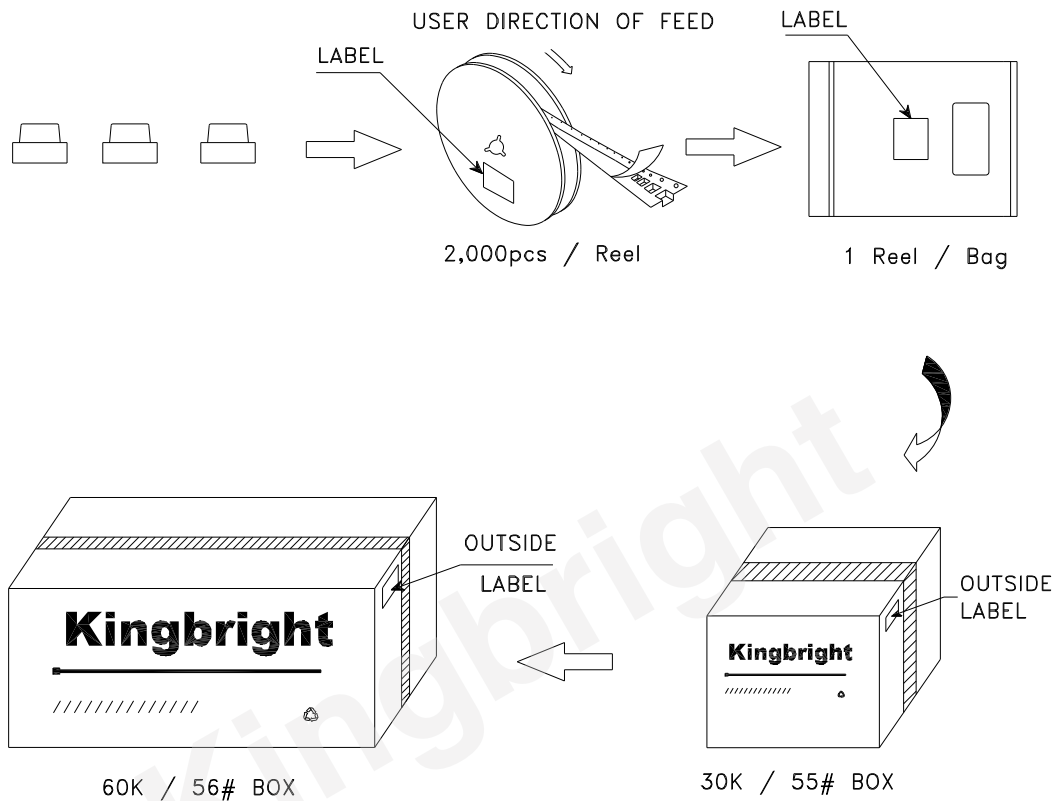 USER DIRECTION OF FEED
LABEL
LABEL
2,000pcs / Reel
1 Reel / Bag
OUTSIDE
LABEL
Kingbright
60K / 56# BOX
OUTSIDE
LABEL
Kingbright
30K / 55# BOX
Kingbright